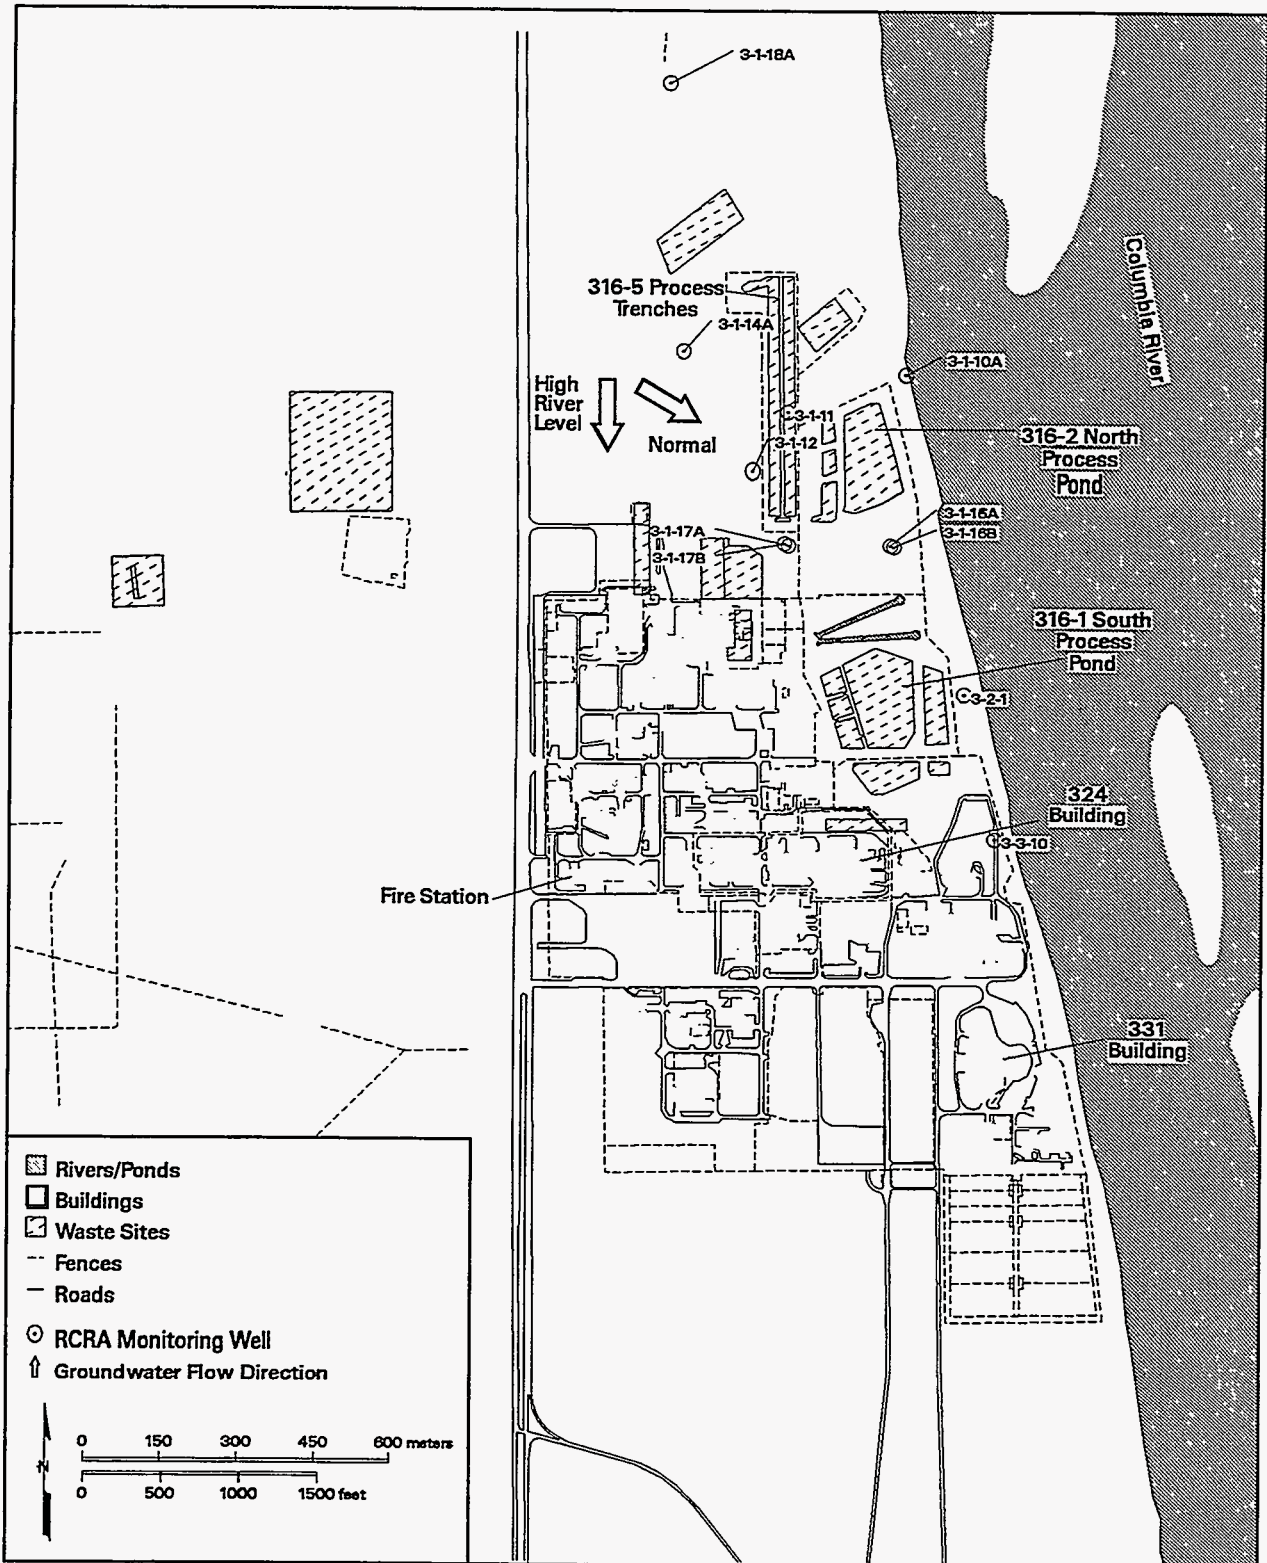 3-1-18A
316-5 Process
Trenches
3-1-14A
Columbia River
3-1-10A
High
River
Level
Normal
3-1-11
3-1-12
316-2 North
Process
Pond
3-1-16A
3-1-16B
3-1-17A
3-1-17B
316-1 South
Process
Pond
3-2-1
324
Building
3-3-10
Fire Station
331
Building
Rivers/Ponds
Buildings
Waste Sites
Fences
Roads
RCRA Monitoring Well
Groundwater Flow Direction
N
0 150 300 450 600 meters
0 500 1000 1500 feet